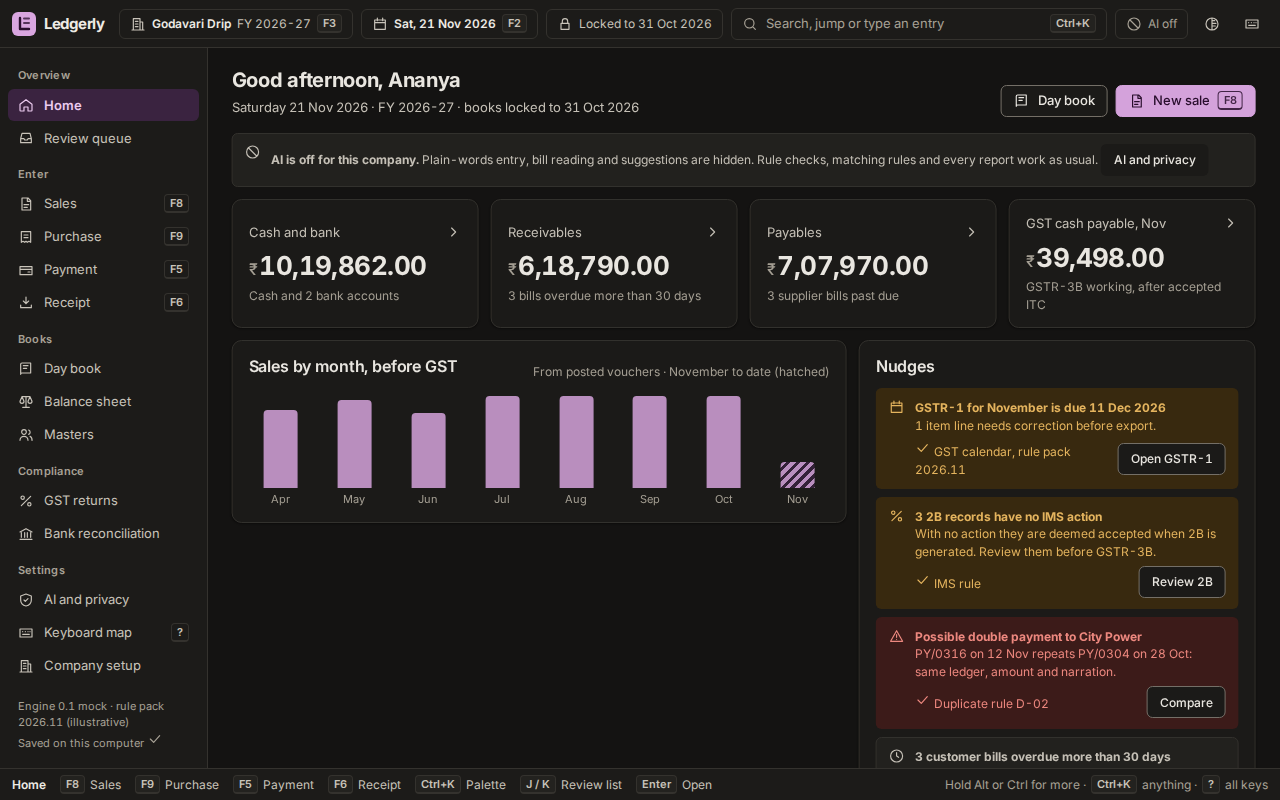 Ledgerly
Godavari Drip FY 2026-27 F3
Sat, 21 Nov 2026 F2
Locked to 31 Oct 2026
Search, jump or type an entry Ctrl+K
AI off
Overview
Home
Review queue
Enter
Sales F8
Purchase F9
Payment F5
Receipt F6
Books
Day book
Balance sheet
Masters
Compliance
GST returns
Bank reconciliation
Settings
AI and privacy
Keyboard map ?
Company setup
Engine 0.1 mock · rule pack
2026.11 (illustrative)
Saved on this computer
Good afternoon, Ananya
Saturday 21 Nov 2026 · FY 2026-27 · books locked to 31 Oct 2026
Day book
New sale F8
AI is off for this company. Plain-words entry, bill reading and suggestions are hidden. Rule checks, matching rules and every report work as usual. AI and privacy
Cash and bank
₹10,19,862.00
Cash and 2 bank accounts
Receivables
₹6,18,790.00
3 bills overdue more than 30 days
Payables
₹7,07,970.00
3 supplier bills past due
GST cash payable, Nov
₹39,498.00
GSTR-3B working, after accepted
ITC
Sales by month, before GST
From posted vouchers · November to date (hatched)
Apr May Jun Jul Aug Sep Oct Nov
Nudges
GSTR-1 for November is due 11 Dec 2026
1 item line needs correction before export.
GST calendar, rule pack
2026.11
Open GSTR-1
3 2B records have no IMS action
With no action they are deemed accepted when 2B is
generated. Review them before GSTR-3B.
IMS rule
Review 2B
Possible double payment to City Power
PY/0316 on 12 Nov repeats PY/0304 on 28 Oct:
same ledger, amount and narration.
Duplicate rule D-02
Compare
3 customer bills overdue more than 30 days
Home F8 Sales F9 Purchase F5 Payment F6 Receipt Ctrl+K Palette J / K Review list Enter Open
Hold Alt or Ctrl for more · Ctrl+K anything · ? all keys